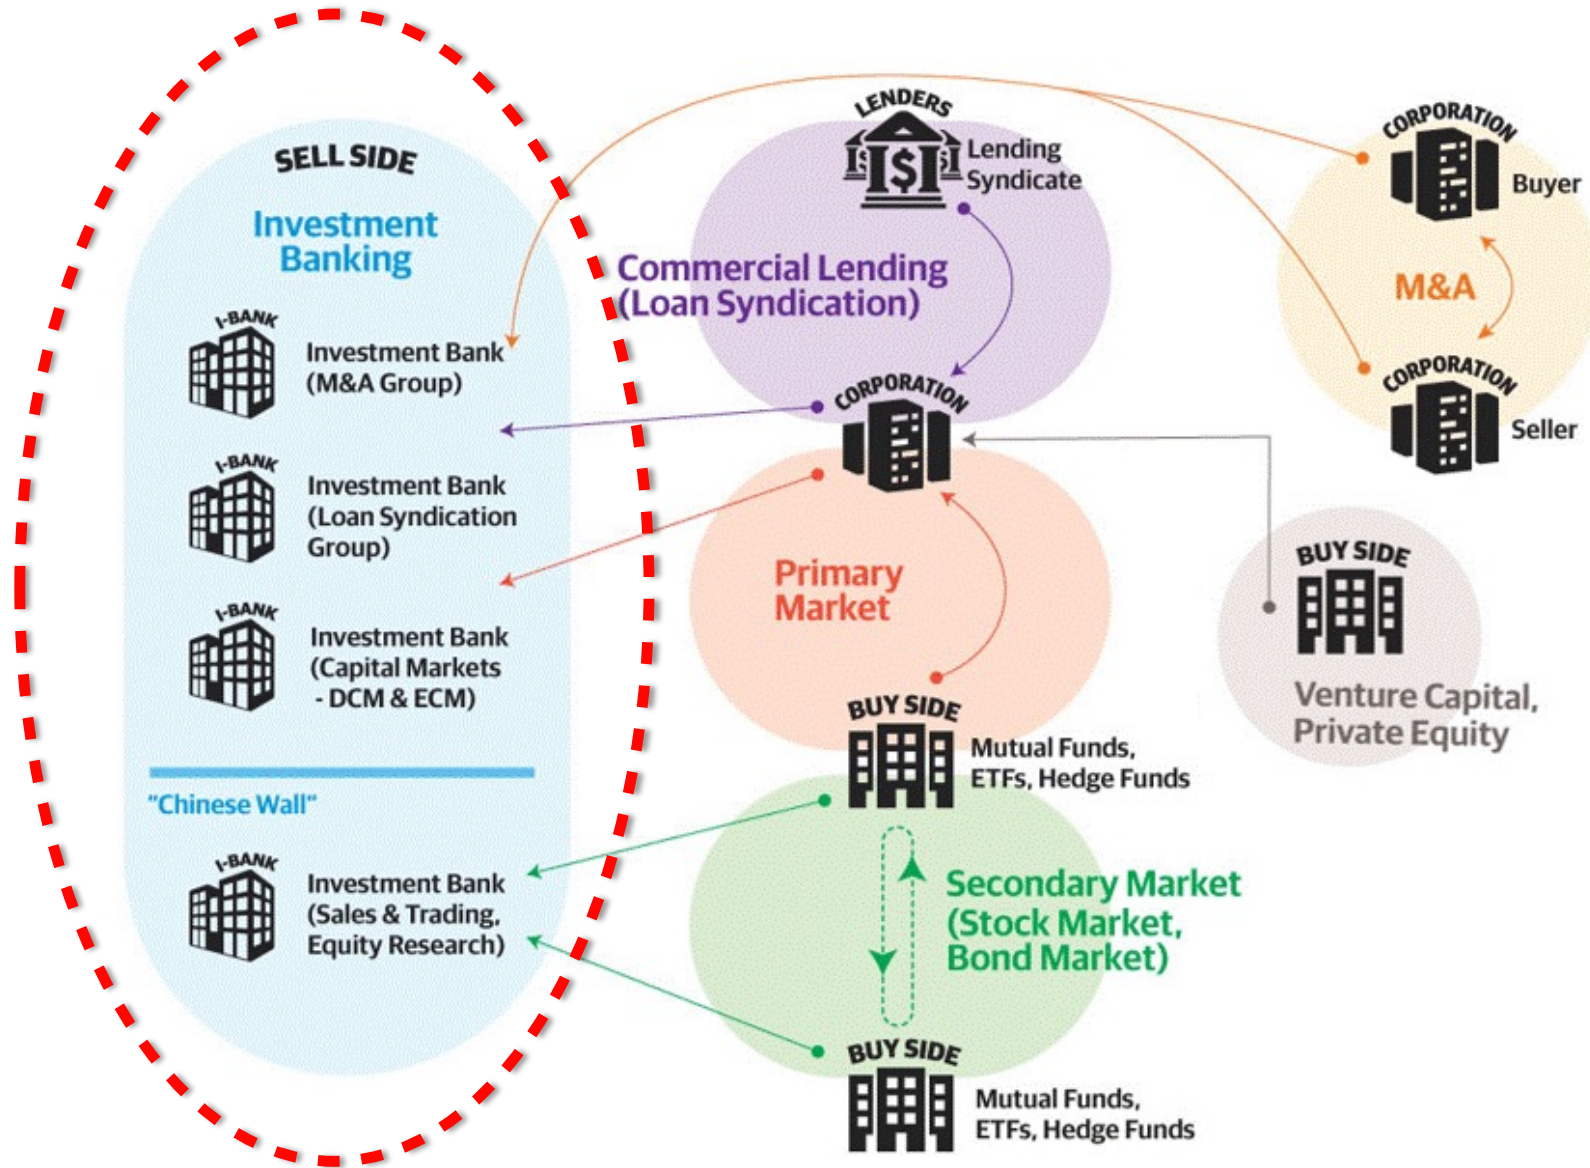 SELL SIDE
Investment
Banking
I-BANK
Investment Bank
(M&A Group)
I-BANK
Investment Bank
(Loan Syndication
Group)
I-BANK
Investment Bank
(Capital Markets
- DCM & ECM)
"Chinese Wall"
I-BANK
Investment Bank
(Sales & Trading,
Equity Research)
LENDERS
$
Lending
Syndicate
Commercial Lending
(Loan Syndication)
CORPORATION
Primary
Market
BUY SIDE
Mutual Funds,
ETFs, Hedge Funds
Secondary Market
(Stock Market,
Bond Market)
BUY SIDE
Mutual Funds,
ETFs, Hedge Funds
CORPORATION
Buyer
M&A
CORPORATION
Seller
BUY SIDE
Venture Capital,
Private Equity